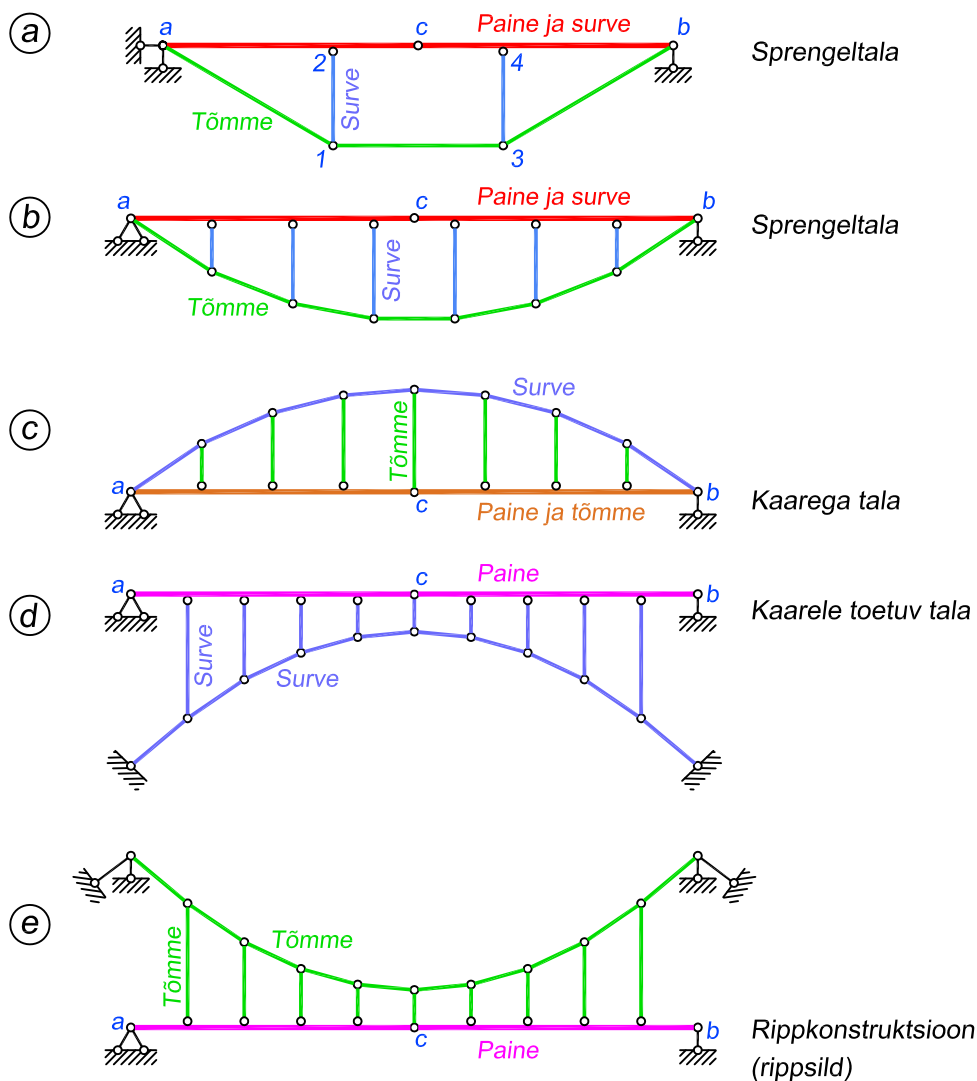 a
a
Paine ja surve
b
c
2
4
Sprengeltala
Tõmme
Surve
1
3
b
a
Paine ja surve
b
c
Sprengeltala
Tõmme
Surve
c
Surve
Tõmme
a
c
b
Paine ja tõmme
Kaarega tala
d
a
c
Paine
b
Kaarele toetuv tala
Surve
Surve
e
Tõmme
Tõmme
a
c
b
Paine
Rippkonstruktsioon
(rippsild)